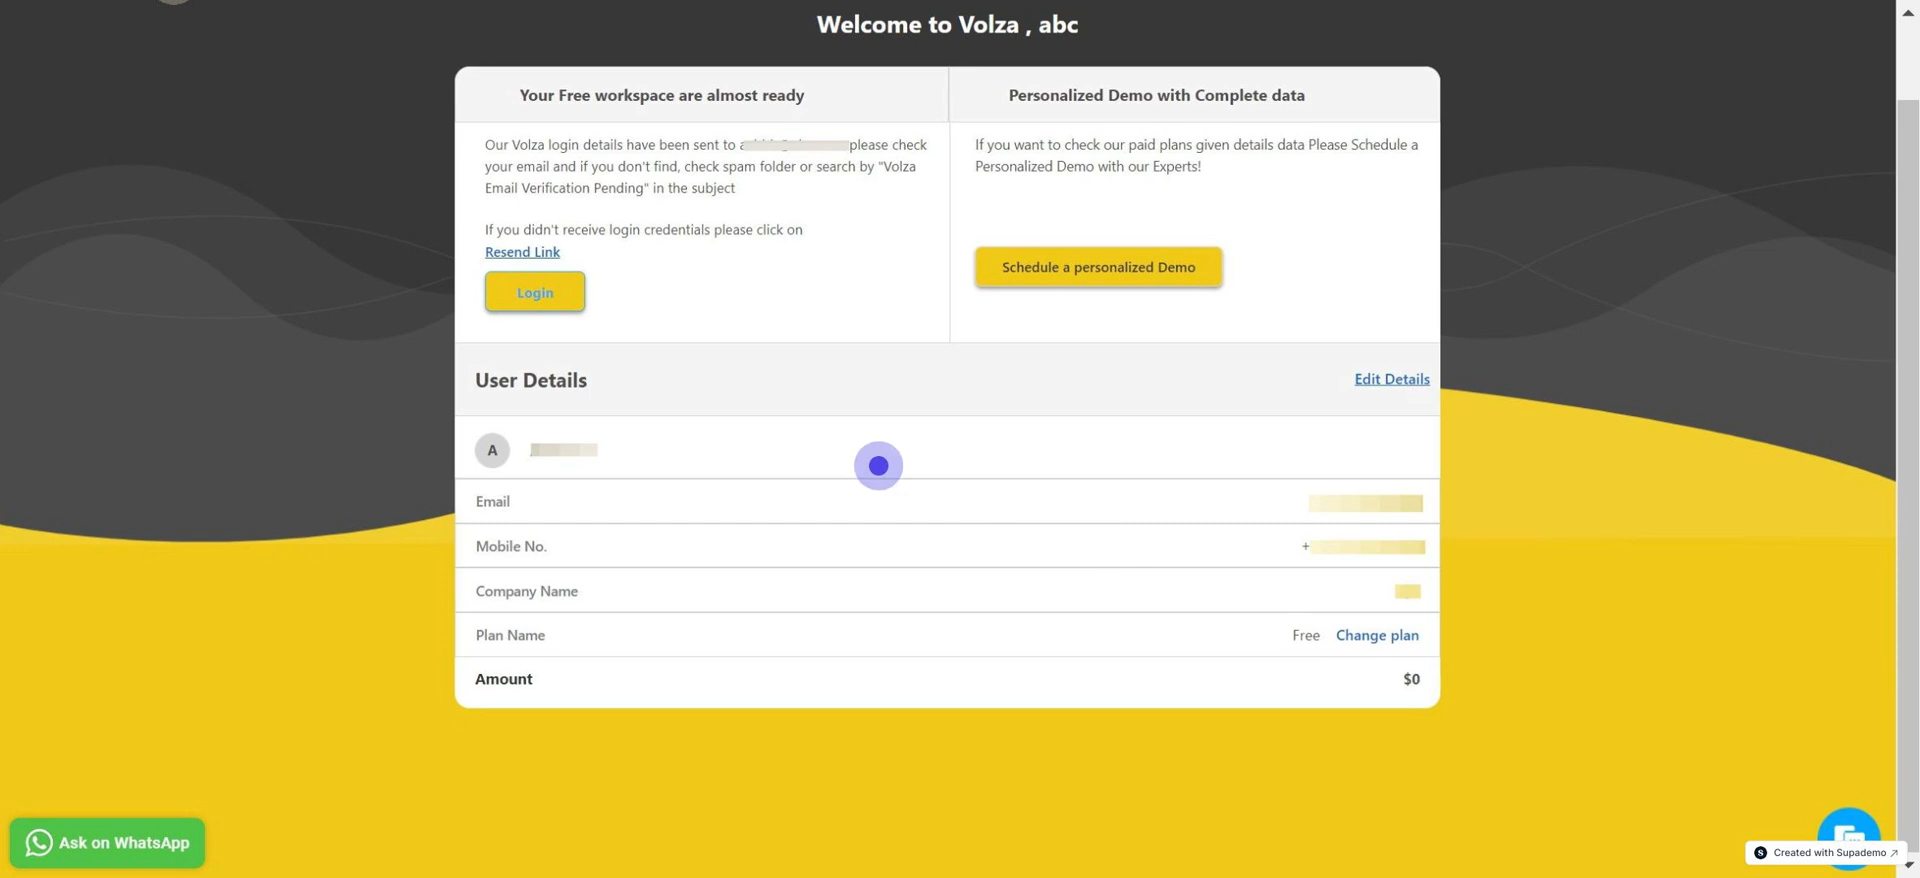 Welcome to Volza , abc
Your Free workspace are almost ready
Our Volza login details have been sent to a please check
your email and if you don't find, check spam folder or search by "Volza
Email Verification Pending" in the subject
If you didn't receive login credentials please click on
Resend Link
Login
Personalized Demo with Complete data
If you want to check our paid plans given details data Please Schedule a
Personalized Demo with our Experts!
Schedule a personalized Demo
User Details
Edit Details
A
Email
Mobile No. +
Company Name
Plan Name Free Change plan
Amount $0
Ask on WhatsApp
S Created with Supademo ↗